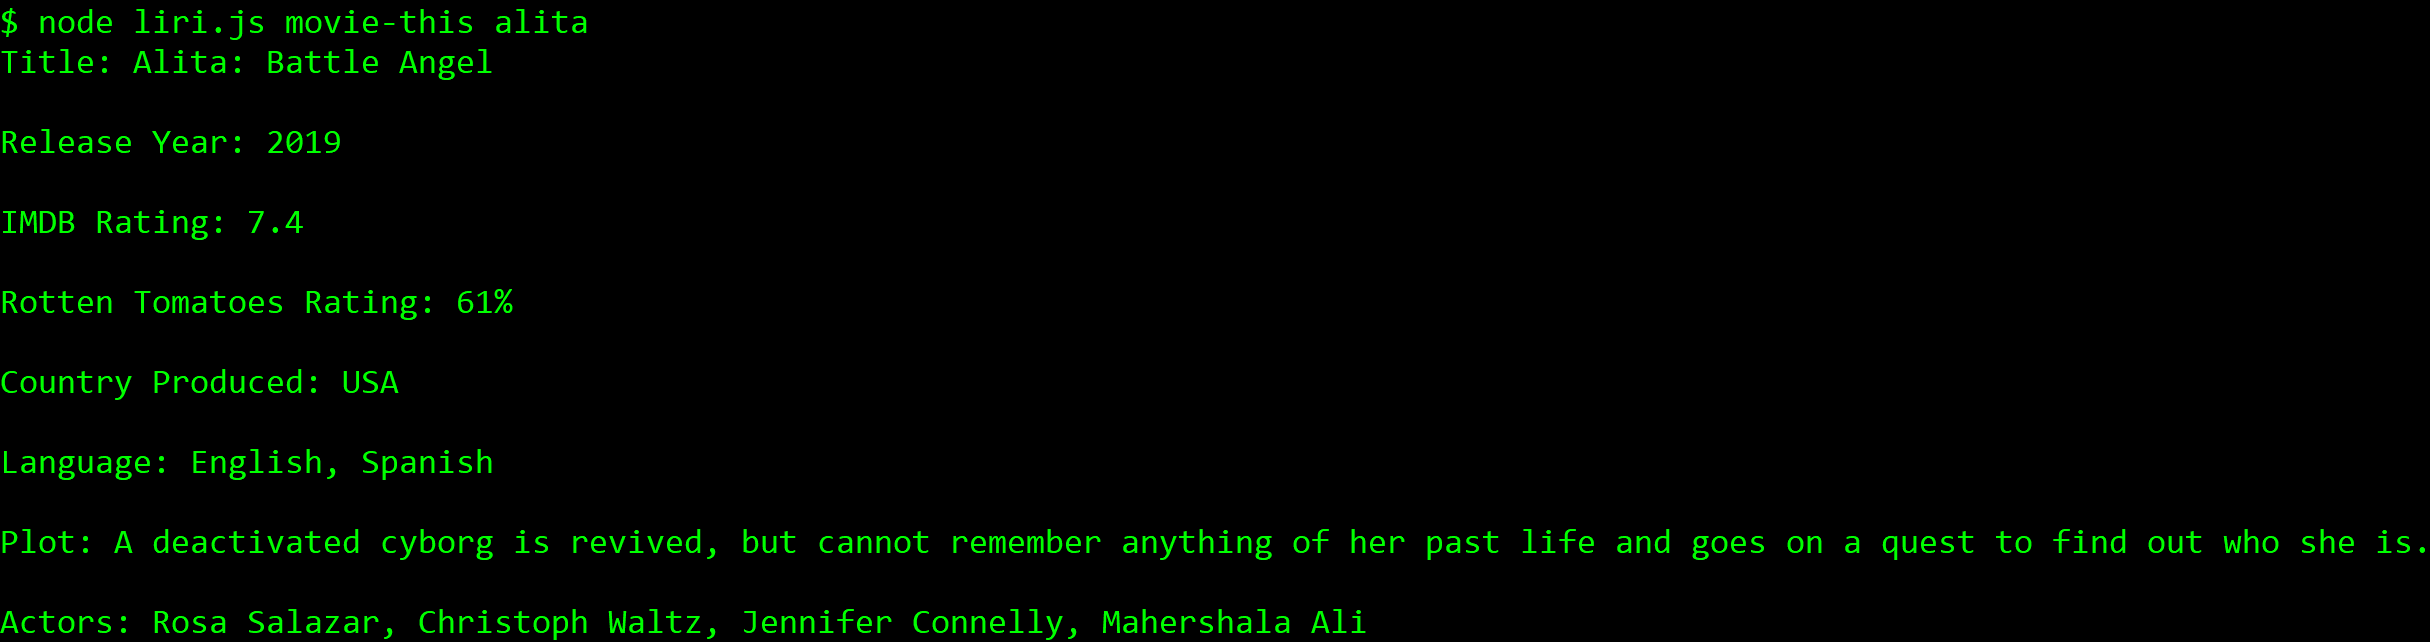 $ node liri.js movie-this alita
Title: Alita: Battle Angel
Release Year: 2019
IMDB Rating: 7.4
Rotten Tomatoes Rating: 61%
Country Produced: USA
Language: English, Spanish
Plot: A deactivated cyborg is revived, but cannot remember anything of her past life and goes on a quest to find out who she is.
Actors: Rosa Salazar, Christoph Waltz, Jennifer Connelly, Mahershala Ali